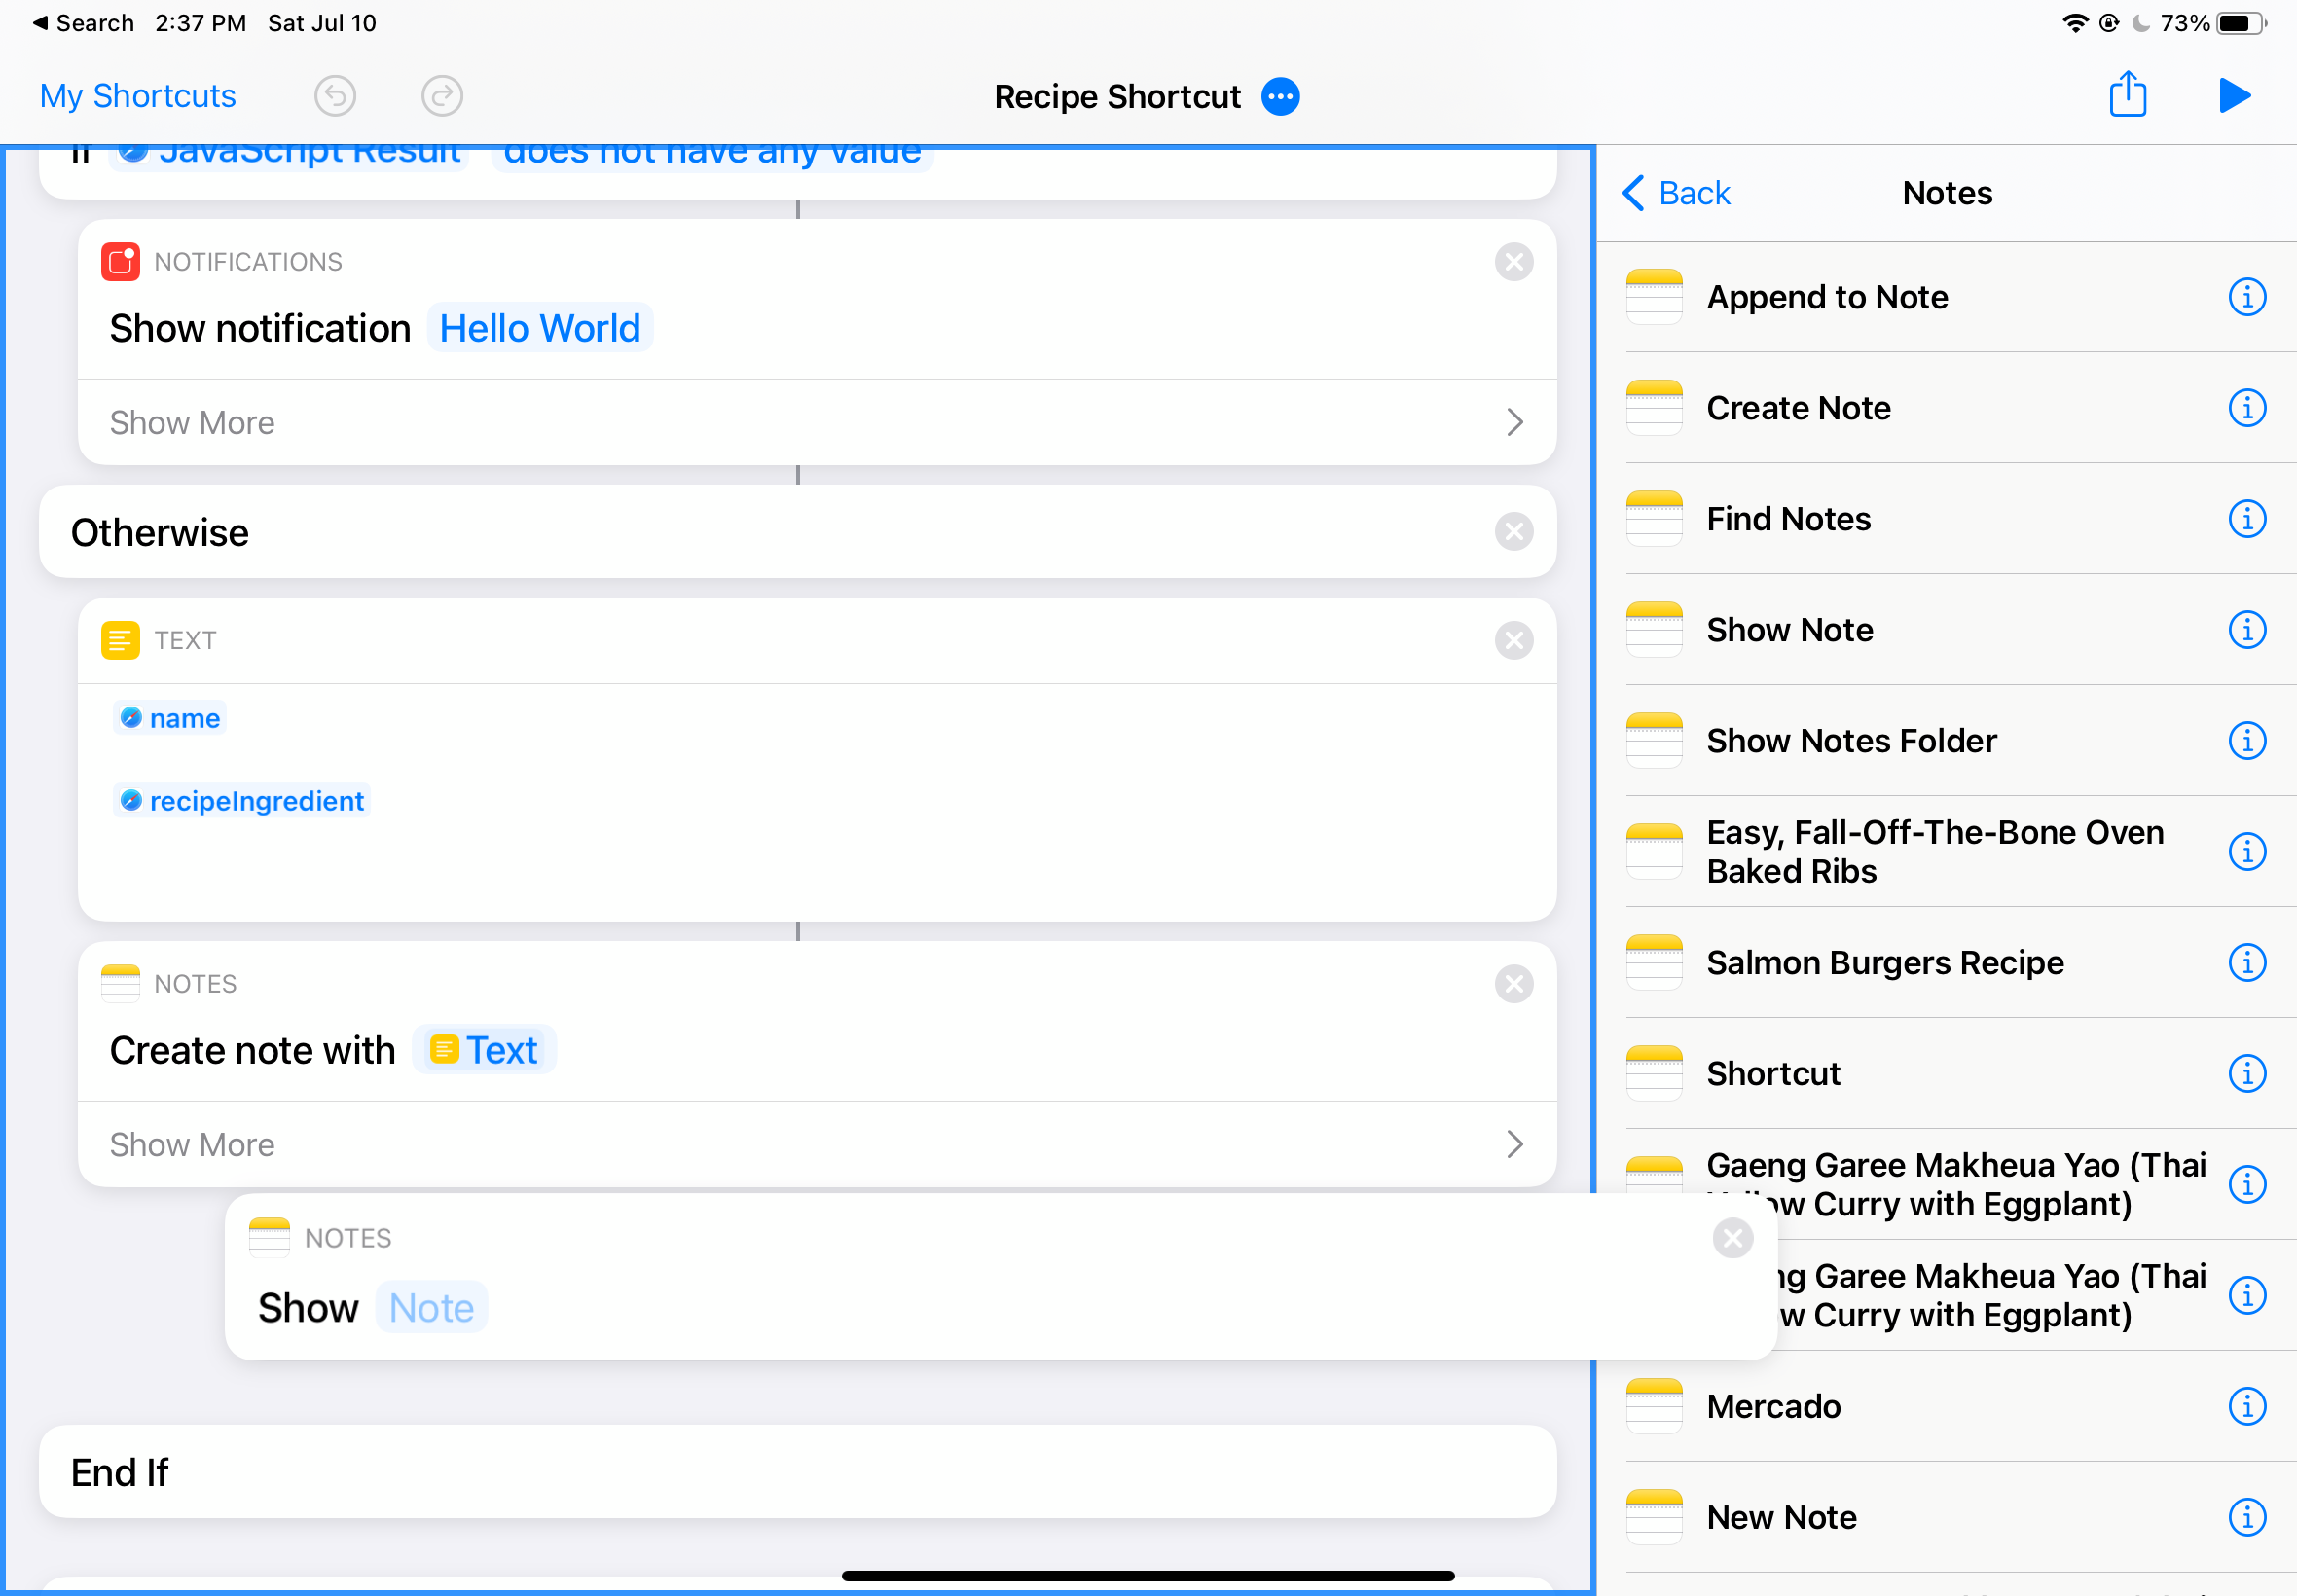 Search 2:37 PM Sat Jul 10
73%
My Shortcuts
Recipe Shortcut
If JavaScript Result does not have any value
NOTIFICATIONS
Show notification Hello World
Show More
Otherwise
TEXT
name
recipeIngredient
NOTES
Create note with Text
Show More
NOTES
Show Note
End If
Back
Notes
Append to Note
Create Note
Find Notes
Show Note
Show Notes Folder
Easy, Fall-Off-The-Bone Oven
Baked Ribs
Salmon Burgers Recipe
Shortcut
Gaeng Garee Makheua Yao (Thai
Curry with Eggplant)
Garee Makheua Yao (Thai
Curry with Eggplant)
Mercado
New Note